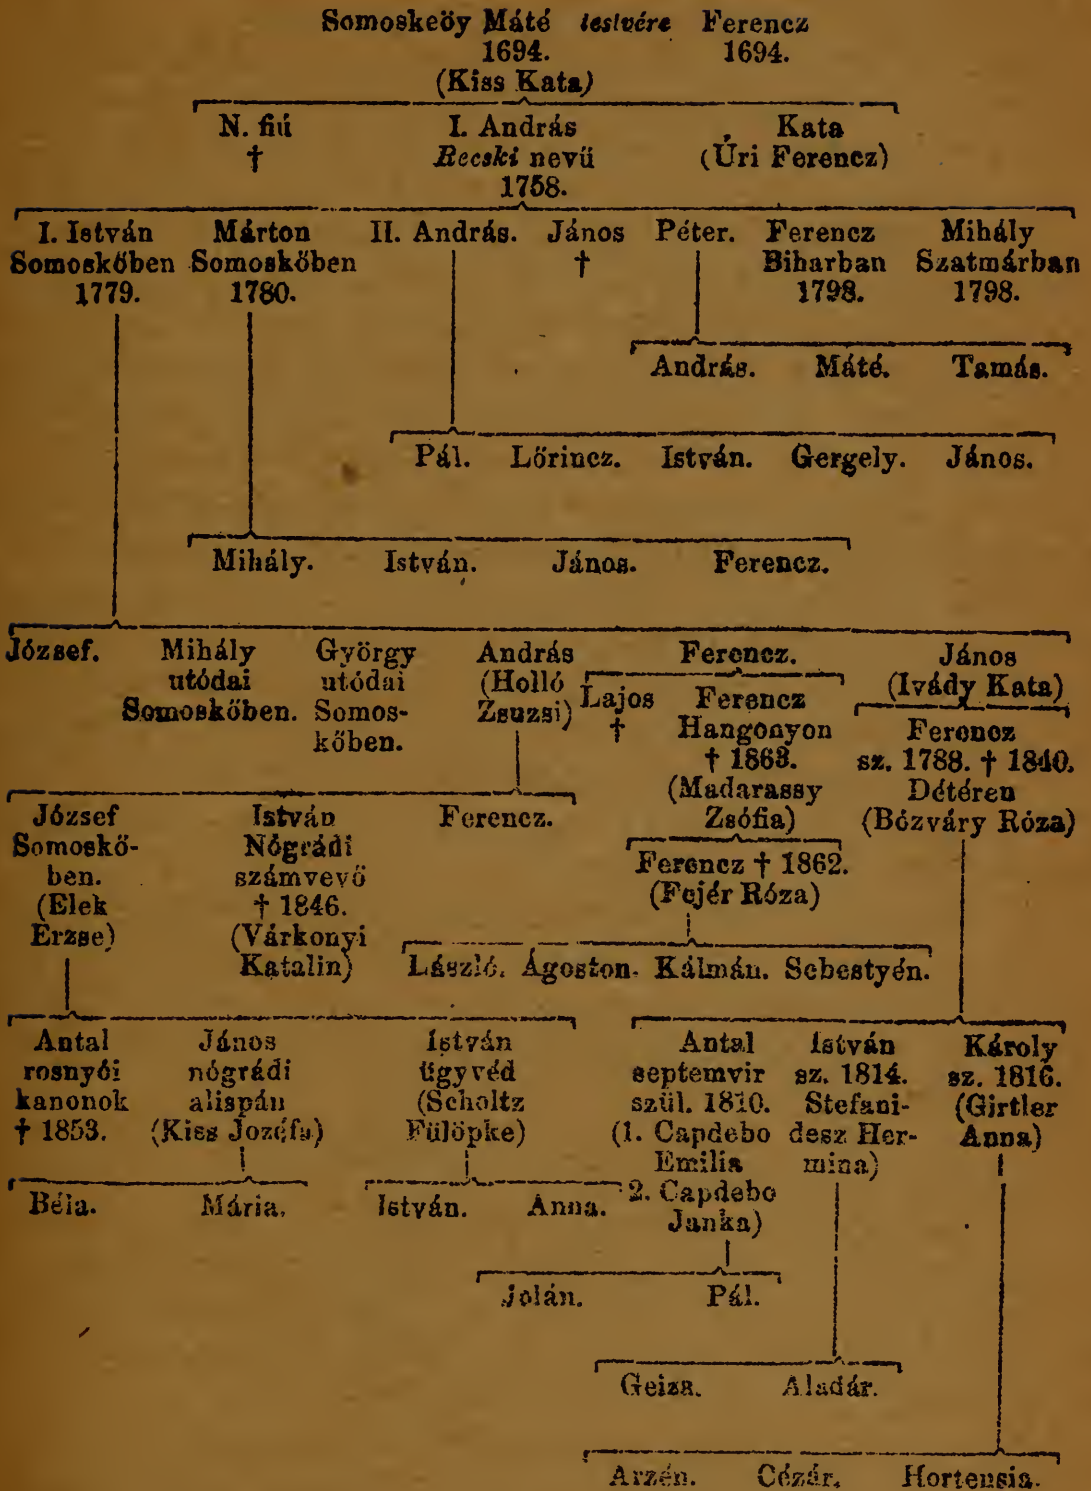 Somoskeöy Máté testvére Ferencz
1694. 1694.
(Kiss Kata)
N. fiú I. András Kata
† Becski nevü (Úri Ferencz)
1758.
I. István Márton II. András. János Péter. Ferencz Mihály
Somoskőben Somoskőben † Biharban Szatmárban
1779. 1780. 1798. 1798.
András. Máté. Tamás.
Pál. Lőrincz. István. Gergely. János.
Mihály. István. János. Ferencz.
József. Mihály György András Ferencz. János
utódai utódai (Holló (Ivády Kata)
Somoskőben. Somos- Zsuzsi) Lajos Ferencz Ferencz
kőben. † Hangonyon sz. 1788. † 1840.
† 1863. Détéren
(Madarassy (Bózváry Róza)
Zsófia)
József István Ferencz.
Somoskő- Nógrádi
ben. számvevő
(Elek † 1846.
Erzse) (Várkonyi
Katalin)
Ferencz † 1862.
(Fejér Róza)
László. Ágoston. Kálmán. Sebestyén.
Antal János István Antal István Károly
rosnyói nógrádi ügyvéd septemvir sz. 1814. sz. 1816.
kanonok alispán (Scholtz szül. 1810. Stefani- (Girtler
† 1853. (Kiss Jozéfa) Fülöpke) (1. Capdebo desz Her- Anna)
Emilia mina)
2. Capdebo
Janka)
Béla. Mária. István. Anna.
Jolán. Pál.
Geiza. Aladár.
Arzén. Cézár. Hortensia.